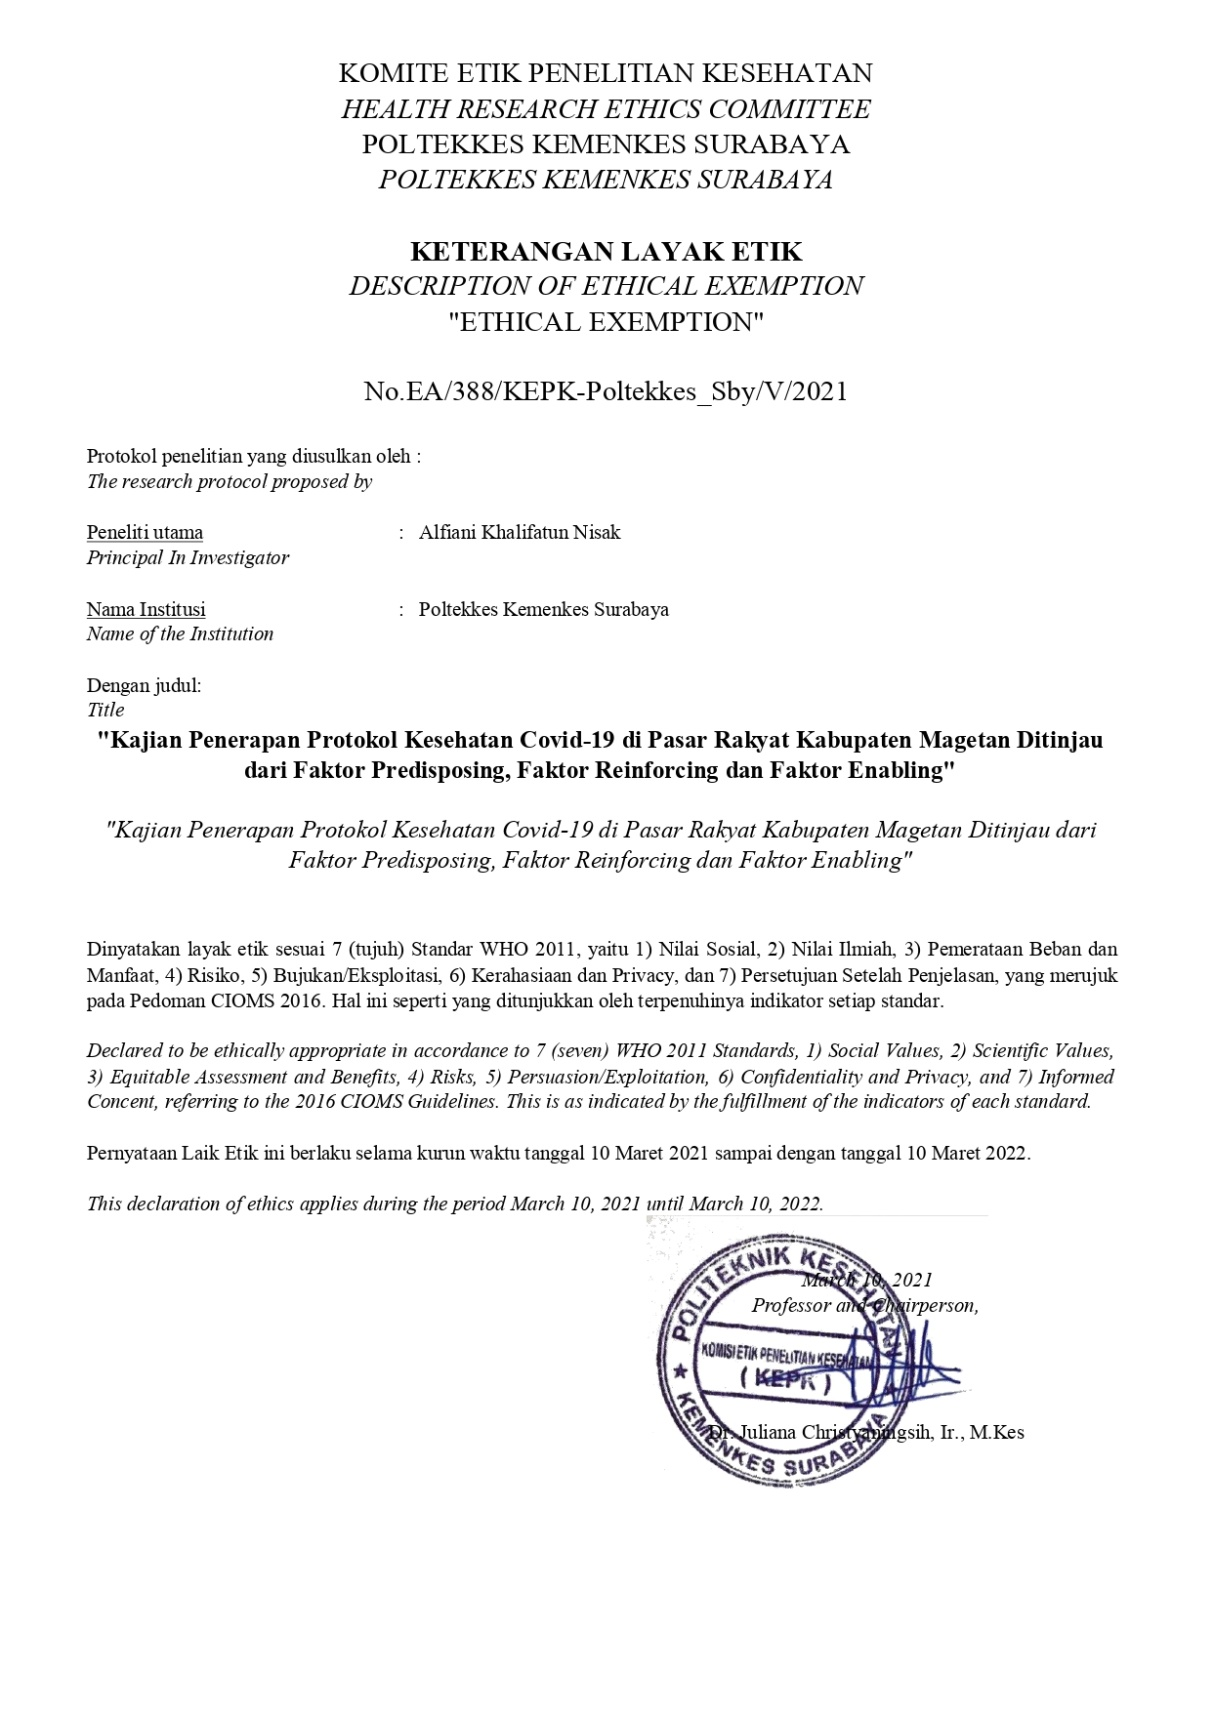 KOMITE ETIK PENELITIAN KESEHATAN
HEALTH RESEARCH ETHICS COMMITTEE
POLTEKKES KEMENKES SURABAYA
POLTEKKES KEMENKES SURABAYA
KETERANGAN LAYAK ETIK
DESCRIPTION OF ETHICAL EXEMPTION
"ETHICAL EXEMPTION"
No.EA/388/KEPK-Poltekkes_Sby/V/2021
Protokol penelitian yang diusulkan oleh :
The research protocol proposed by
Peneliti utama : Alfiani Khalifatun Nisak
Principal In Investigator
Nama Institusi : Poltekkes Kemenkes Surabaya
Name of the Institution
Dengan judul:
Title
"Kajian Penerapan Protokol Kesehatan Covid-19 di Pasar Rakyat Kabupaten Magetan Ditinjau
dari Faktor Predisposing, Faktor Reinforcing dan Faktor Enabling"
"Kajian Penerapan Protokol Kesehatan Covid-19 di Pasar Rakyat Kabupaten Magetan Ditinjau dari
Faktor Predisposing, Faktor Reinforcing dan Faktor Enabling"
Dinyatakan layak etik sesuai 7 (tujuh) Standar WHO 2011, yaitu 1) Nilai Sosial, 2) Nilai Ilmiah, 3) Pemerataan Beban dan
Manfaat, 4) Risiko, 5) Bujukan/Eksploitasi, 6) Kerahasiaan dan Privacy, dan 7) Persetujuan Setelah Penjelasan, yang merujuk
pada Pedoman CIOMS 2016. Hal ini seperti yang ditunjukkan oleh terpenuhinya indikator setiap standar.
Declared to be ethically appropriate in accordance to 7 (seven) WHO 2011 Standards, 1) Social Values, 2) Scientific Values,
3) Equitable Assessment and Benefits, 4) Risks, 5) Persuasion/Exploitation, 6) Confidentiality and Privacy, and 7) Informed
Concent, referring to the 2016 CIOMS Guidelines. This is as indicated by the fulfillment of the indicators of each standard.
Pernyataan Laik Etik ini berlaku selama kurun waktu tanggal 10 Maret 2021 sampai dengan tanggal 10 Maret 2022.
This declaration of ethics applies during the period March 10, 2021 until March 10, 2022.
March 10, 2021
Professor and Chairperson,
POLITEKNIK KESEHATAN
KOMISI ETIK PENELITIAN KESEHATAN
( KEPK )
KEMENKES SURABAYA
Dr. Juliana Christyaningsih, Ir., M.Kes